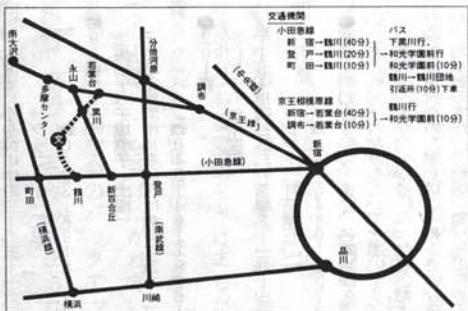 交通機関
小田急線
新宿→鶴川(40分)
登戸→鶴川(20分)
町田→鶴川(10分)
バス
下黒川行、
→和光学園前行
和光学園前(10分)
鶴川→鶴川団地
引返所(10分)下車
京王相模原線
新宿→若葉台(40分)
調布→若葉台(10分)
鶴川行
→和光学園前(10分)
南大沢
多摩センター
永山
若葉台
黒川
分倍河原
調布
(中央線)
(京王線)
新宿
文
(小田急線)
町田
鶴川
新百合丘
登戸
(横浜線)
(南武線)
品川
横浜
川崎